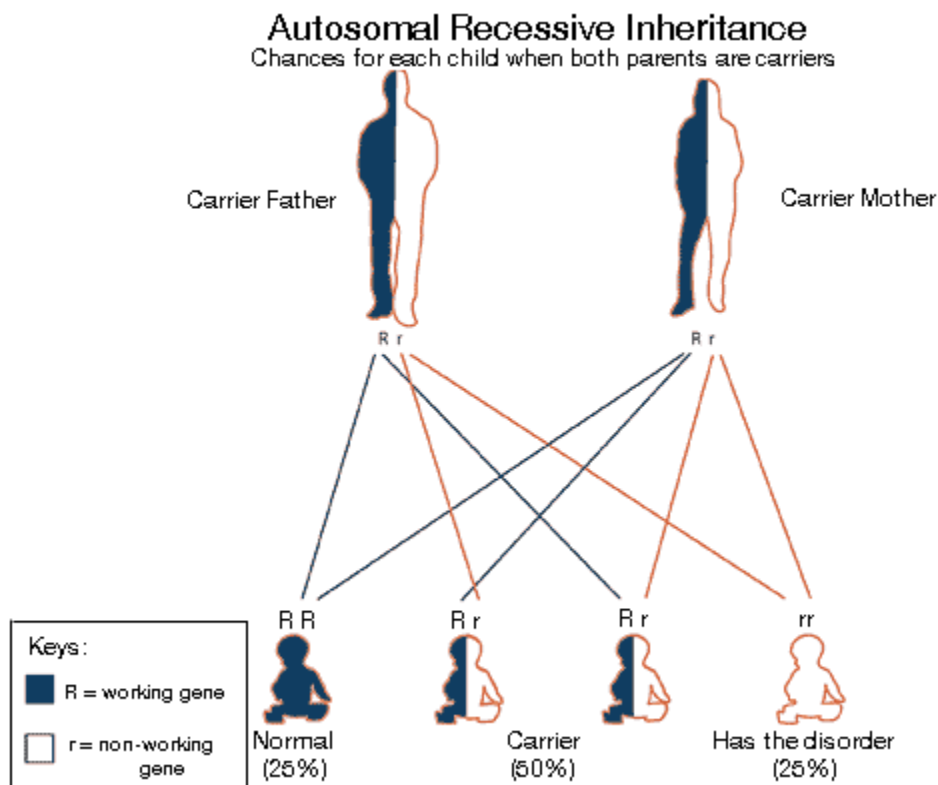 Autosomal Recessive Inheritance
Chances for each child when both parents are carriers
Carrier Father
Carrier Mother
R r
R r
R R
R r
R r
rr
Keys:
R = working gene
r = non-working
gene
Normal
(25%)
Carrier
(50%)
Has the disorder
(25%)